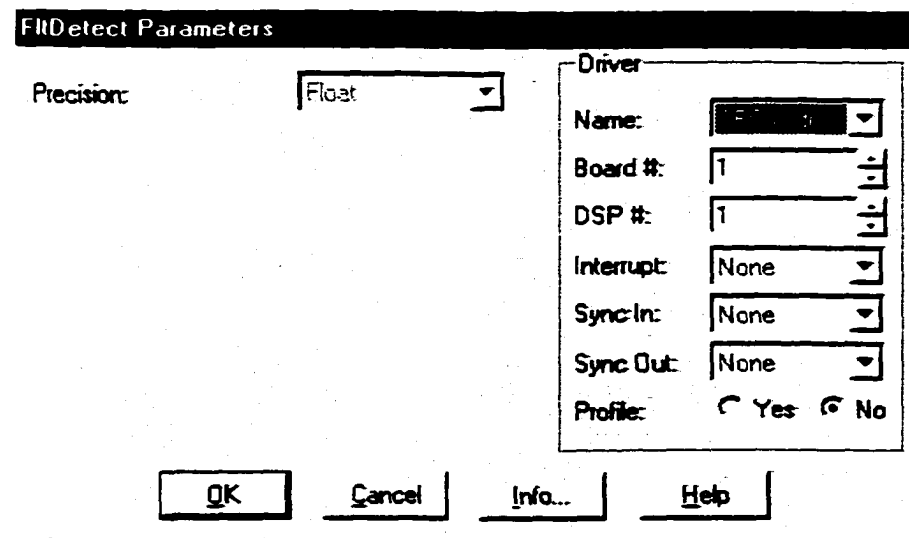 FltDetect Parameters
Precision: Float
Driver
Name:
Board #: 1
DSP #: 1
Interrupt: None
Sync-In: None
Sync Out: None
Profile: Yes No
OK Cancel Info... Help